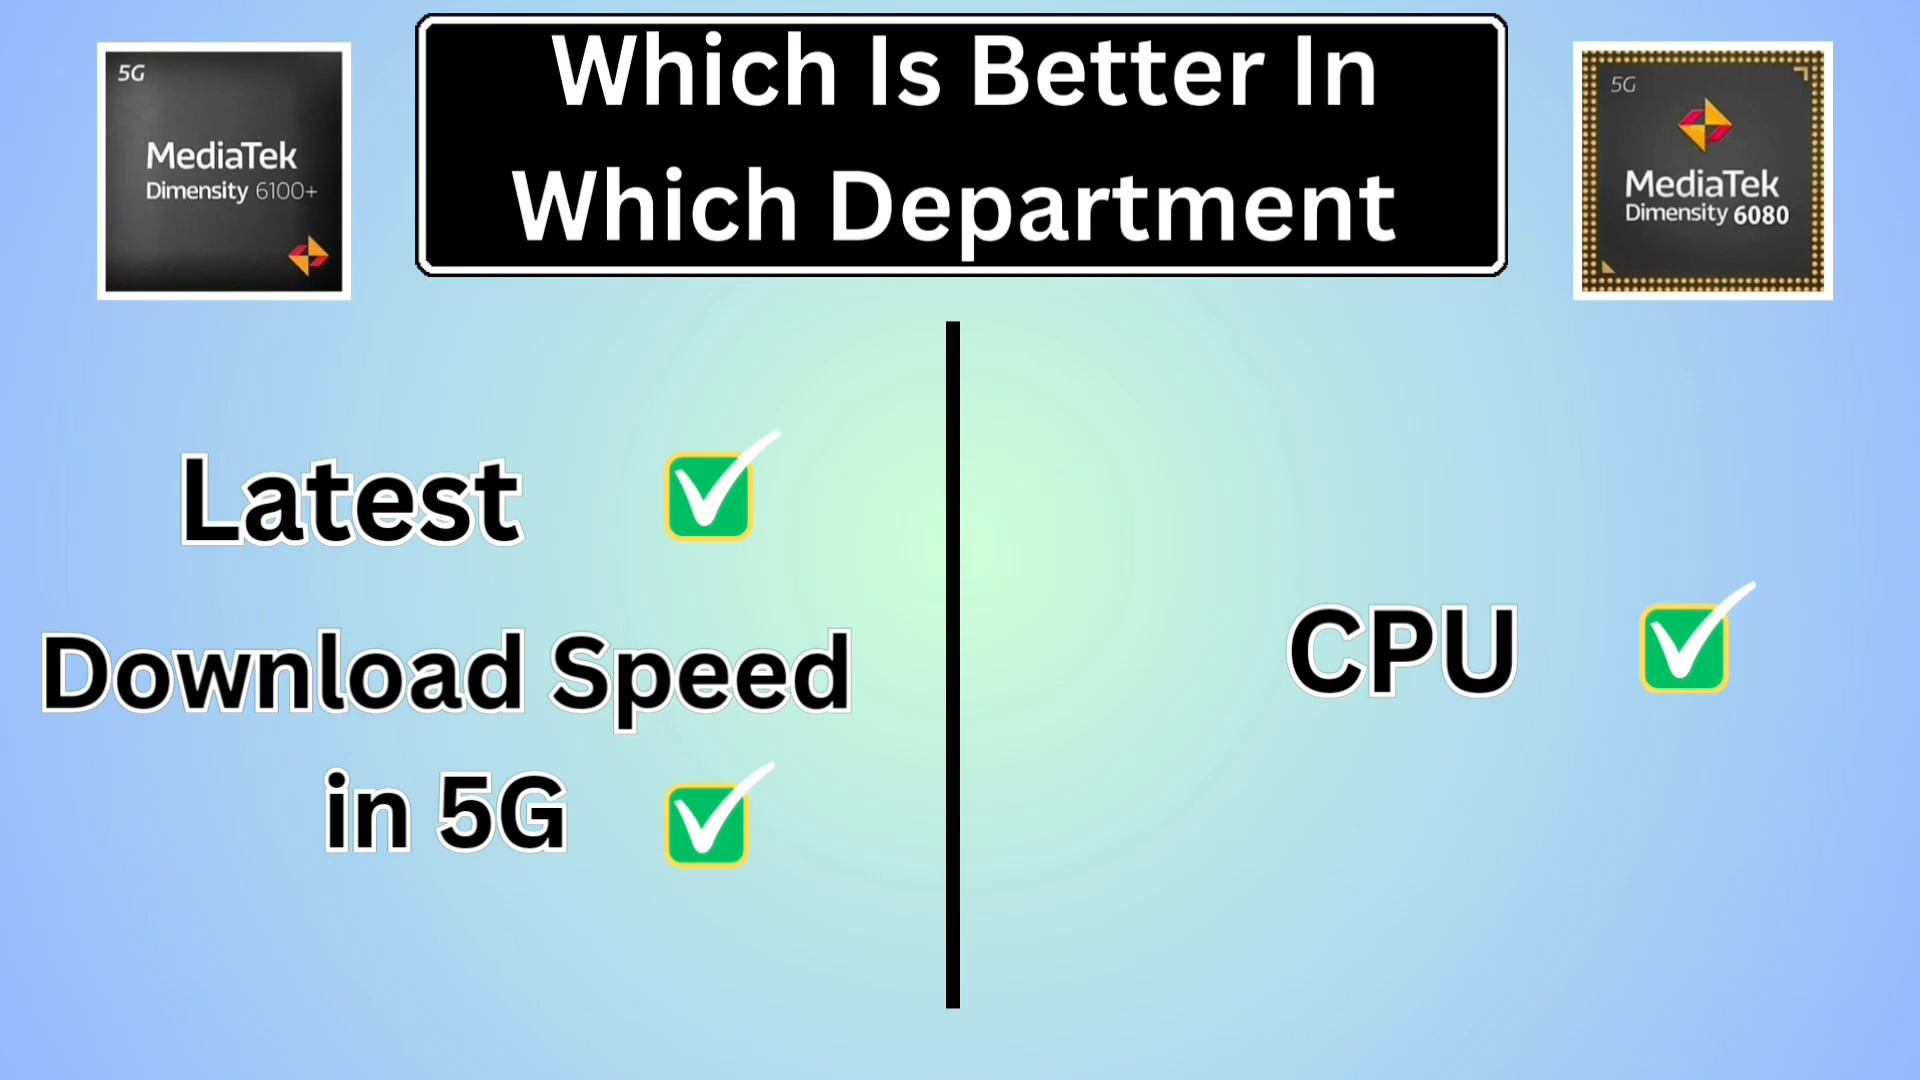 5G
MediaTek
Dimensity 6100+
Which Is Better In
Which Department
5G
MediaTek
Dimensity 6080
Latest
Download Speed
in 5G
CPU